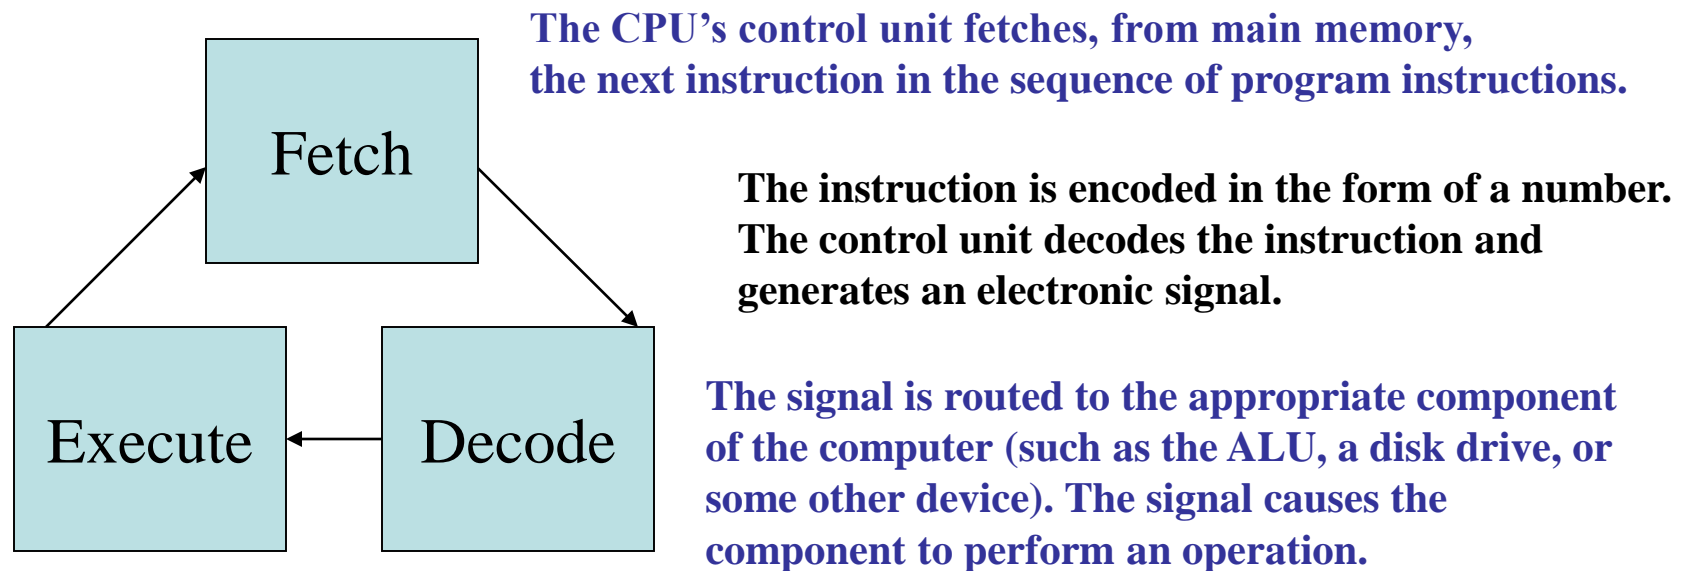 The CPU’s control unit fetches, from main memory,
the next instruction in the sequence of program instructions.
Fetch
The instruction is encoded in the form of a number.
The control unit decodes the instruction and
generates an electronic signal.
Execute
Decode
The signal is routed to the appropriate component
of the computer (such as the ALU, a disk drive, or
some other device). The signal causes the
component to perform an operation.